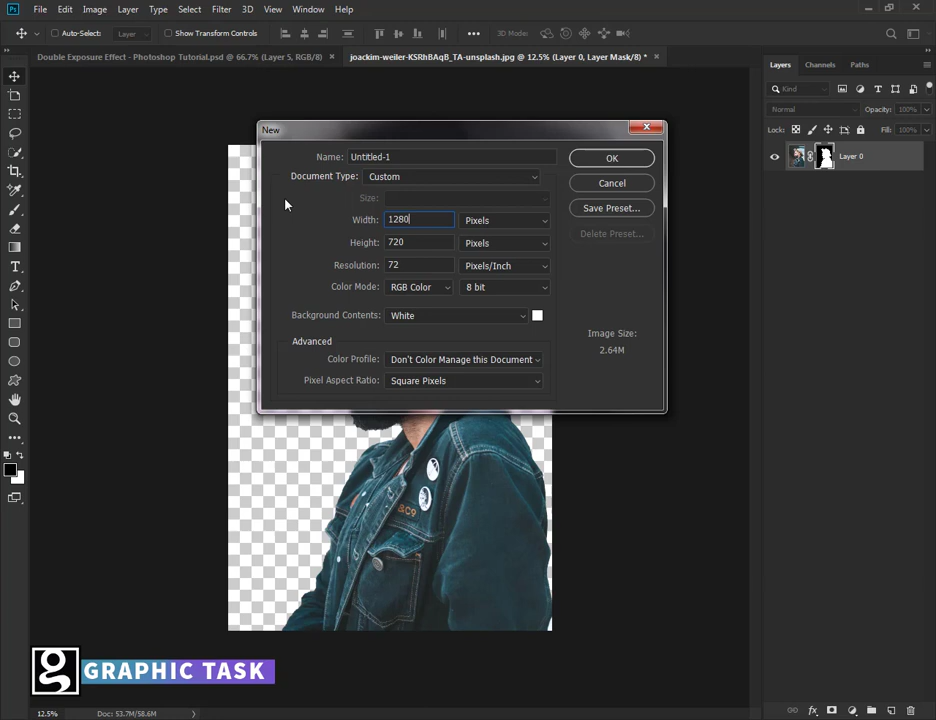 Ps File Edit Image Layer Type Select Filter 3D View Window Help
Auto-Select: Layer Show Transform Controls 3D Mode:
Double Exposure Effect - Photoshop Tutorial.psd @ 66.7% (Layer 5, RGB/8) × joackim-weiler-KSRhBAqB_TA-unsplash.jpg @ 12.5% (Layer 0, Layer Mask/8) * ×
Layers Channels Paths
Kind
Normal Opacity: 100%
Lock: Fill: 100%
Layer 0
New
Name: Untitled-1
OK
Document Type: Custom
Cancel
Size:
Save Preset...
Width: 1280 Pixels
Delete Preset...
Height: 720 Pixels
Resolution: 72 Pixels/Inch
Color Mode: RGB Color 8 bit
Background Contents: White
Image Size:
2.64M
Advanced
Color Profile: Don't Color Manage this Document
Pixel Aspect Ratio: Square Pixels
&C9
g GRAPHIC TASK
12.5% Doc: 53.7M/58.6M